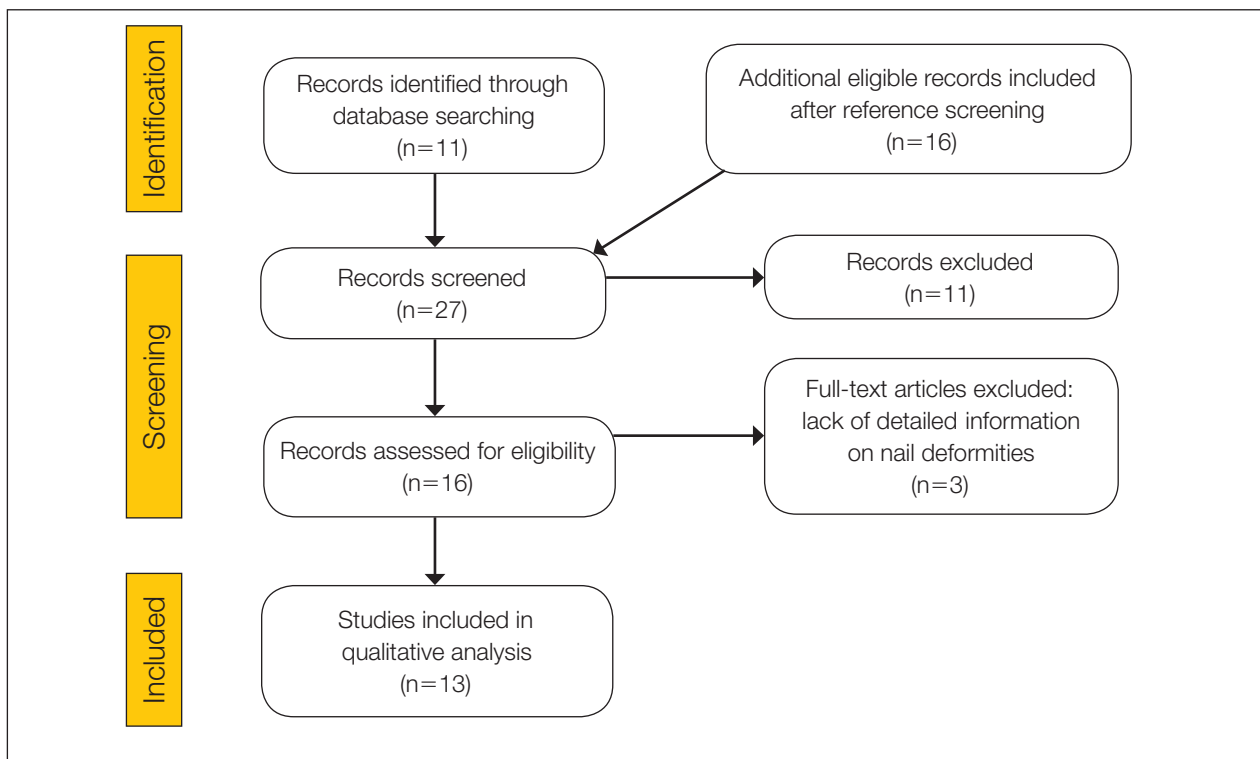 Identification
Records identified through
database searching
(n=11)
Additional eligible records included
after reference screening
(n=16)
Screening
Records screened
(n=27)
Records excluded
(n=11)
Records assessed for eligibility
(n=16)
Full-text articles excluded:
lack of detailed information
on nail deformities
(n=3)
Included
Studies included in
qualitative analysis
(n=13)